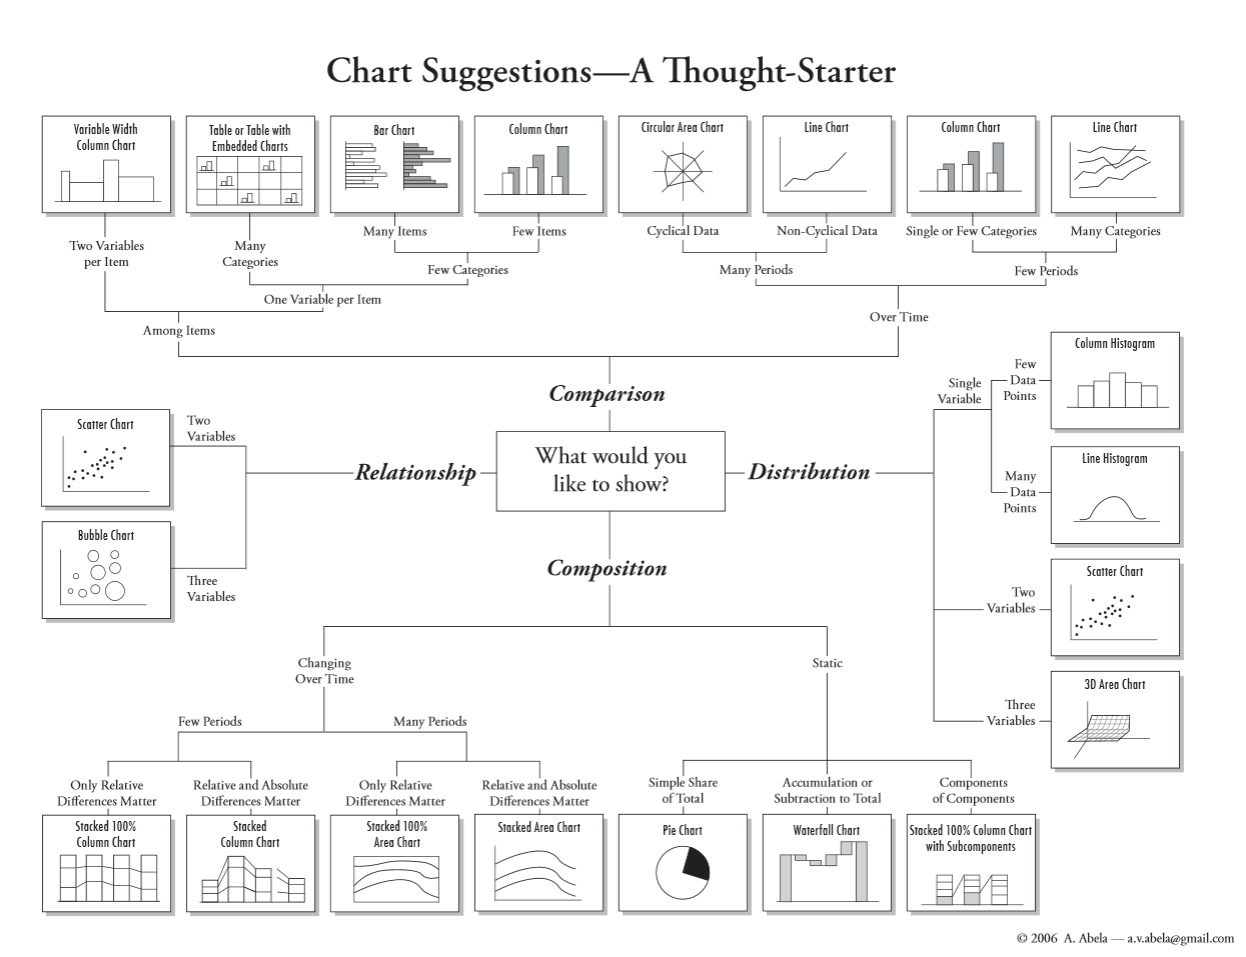 Chart Suggestions—A Thought-Starter
Variable Width
Column Chart
Table or Table with
Embedded Charts
Bar Chart
Column Chart
Circular Area Chart
Line Chart
Column Chart
Line Chart
Two Variables
per Item
Many
Categories
Many Items
Few Items
Cyclical Data
Non-Cyclical Data
Single or Few Categories
Many Categories
Few Categories
Many Periods
Few Periods
One Variable per Item
Among Items
Over Time
Comparison
What would you
like to show?
Relationship
Two
Variables
Scatter Chart
Bubble Chart
Three
Variables
Distribution
Single
Variable
Few
Data
Points
Column Histogram
Many
Data
Points
Line Histogram
Two
Variables
Scatter Chart
Three
Variables
3D Area Chart
Composition
Changing
Over Time
Static
Few Periods
Many Periods
Only Relative
Differences Matter
Relative and Absolute
Differences Matter
Only Relative
Differences Matter
Relative and Absolute
Differences Matter
Simple Share
of Total
Accumulation or
Subtraction to Total
Components
of Components
Stacked 100%
Column Chart
Stacked
Column Chart
Stacked 100%
Area Chart
Stacked Area Chart
Pie Chart
Waterfall Chart
Stacked 100% Column Chart
with Subcomponents
© 2006 A. Abela — a.v.abela@gmail.com